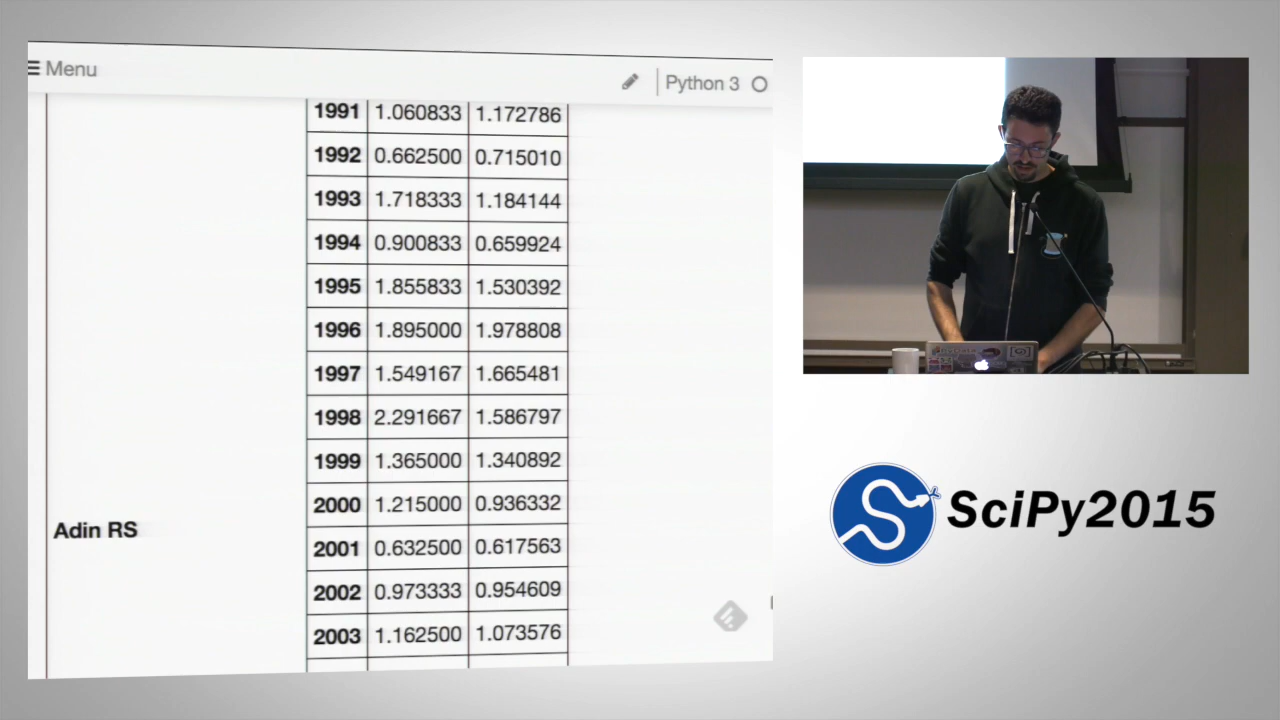 Menu
Python 3
1991 1.060833 1.172786
1992 0.662500 0.715010
1993 1.718333 1.184144
1994 0.900833 0.659924
1995 1.855833 1.530392
1996 1.895000 1.978808
1997 1.549167 1.665481
1998 2.291667 1.586797
1999 1.365000 1.340892
2000 1.215000 0.936332
Adin RS
2001 0.632500 0.617563
2002 0.973333 0.954609
2003 1.162500 1.073576
SciPy2015